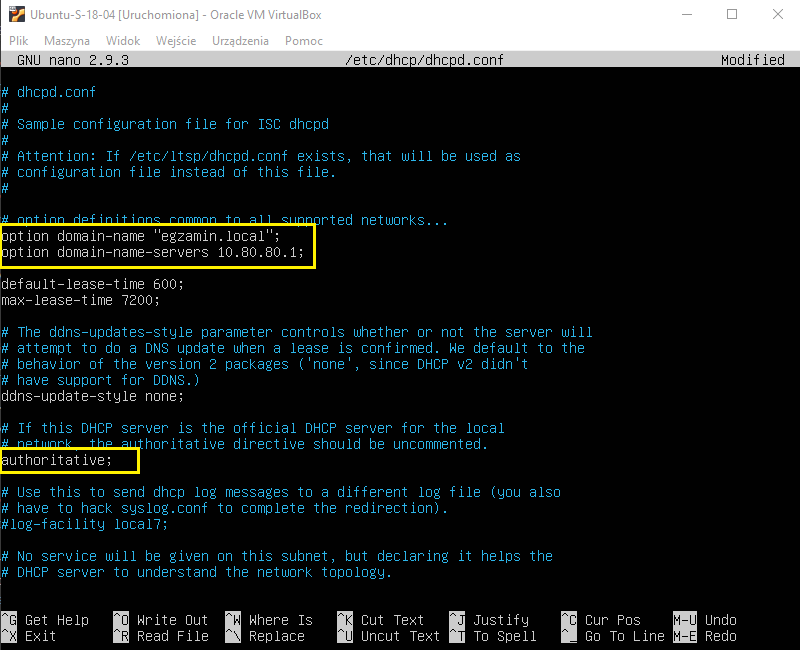 Ubuntu-S-18-04 [Uruchomiona] - Oracle VM VirtualBox
Plik Maszyna Widok Wejście Urządzenia Pomoc
GNU nano 2.9.3 /etc/dhcp/dhcpd.conf Modified
# dhcpd.conf
#
# Sample configuration file for ISC dhcpd
#
# Attention: If /etc/ltsp/dhcpd.conf exists, that will be used as
# configuration file instead of this file.
#
# option definitions common to all supported networks...
option domain-name "egzamin.local";
option domain-name-servers 10.80.80.1;
default-lease-time 600;
max-lease-time 7200;
# The ddns-updates-style parameter controls whether or not the server will
# attempt to do a DNS update when a lease is confirmed. We default to the
# behavior of the version 2 packages ('none', since DHCP v2 didn't
# have support for DDNS.)
ddns-update-style none;
# If this DHCP server is the official DHCP server for the local
# network, the authoritative directive should be uncommented.
authoritative;
# Use this to send dhcp log messages to a different log file (you also
# have to hack syslog.conf to complete the redirection).
#log-facility local7;
# No service will be given on this subnet, but declaring it helps the
# DHCP server to understand the network topology.
^G Get Help ^O Write Out ^W Where Is ^K Cut Text ^J Justify ^C Cur Pos M-U Undo
^X Exit ^R Read File ^\ Replace ^U Uncut Text ^T To Spell ^_ Go To Line M-E Redo